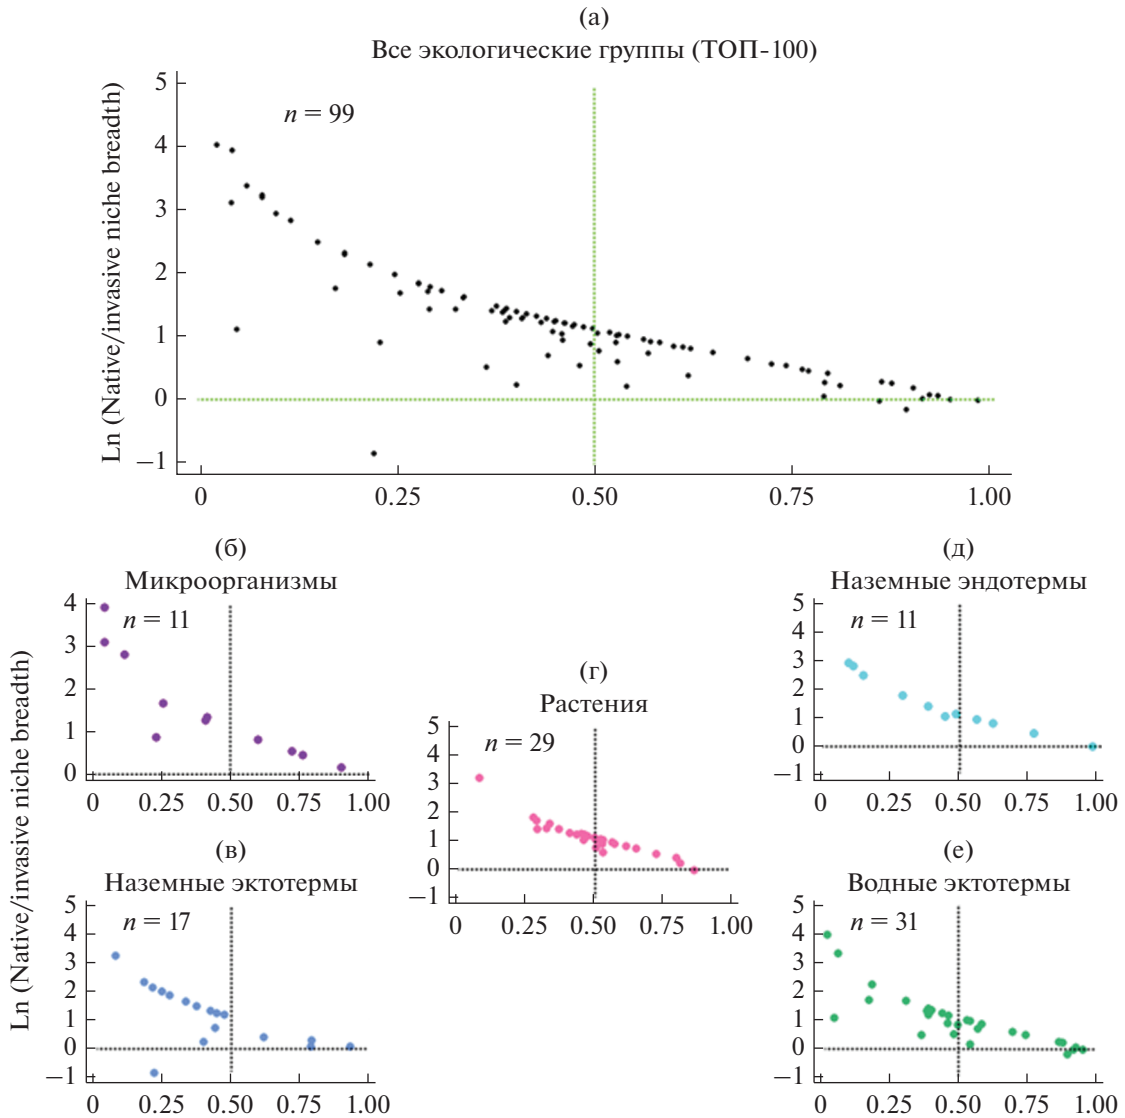 (а)
Все экологические группы (ТОП-100)
Ln (Native/invasive niche breadth)
5
4
3
2
1
0
−1
n = 99
0 0.25 0.50 0.75 1.00
Ln (Native/invasive niche breadth)
(б)
Микроорганизмы
4
3
2
1
0
n = 11
0 0.25 0.50 0.75 1.00
(в)
Наземные эктотермы
5
4
3
2
1
0
−1
n = 17
0 0.25 0.50 0.75 1.00
(г)
Растения
5
4
3
2
1
0
−1
n = 29
0 0.25 0.50 0.75 1.00
(д)
Наземные эндотермы
5
4
3
2
1
0
−1
n = 11
0 0.25 0.50 0.75 1.00
(е)
Водные эктотермы
5
4
3
2
1
0
−1
n = 31
0 0.25 0.50 0.75 1.00